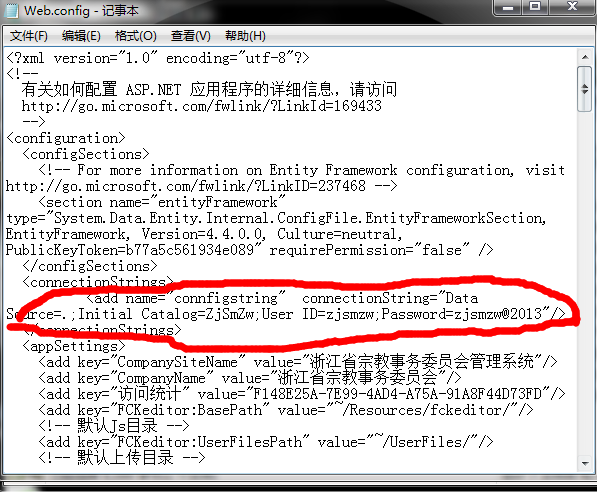 Web.config - 记事本
文件(F) 编辑(E) 格式(O) 查看(V) 帮助(H)
<?xml version="1.0" encoding="utf-8"?>
<!--
有关如何配置 ASP.NET 应用程序的详细信息，请访问
http://go.microsoft.com/fwlink/?LinkId=169433
-->
<configuration>
<configSections>
<!-- For more information on Entity Framework configuration, visit
http://go.microsoft.com/fwlink/?LinkID=237468 -->
<section name="entityFramework"
type="System.Data.Entity.Internal.ConfigFile.EntityFrameworkSection,
EntityFramework, Version=4.4.0.0, Culture=neutral,
PublicKeyToken=b77a5c561934e089" requirePermission="false" />
</configSections>
<connectionStrings>
<add name="connfigstring" connectionString="Data
Source=.;Initial Catalog=ZjSmZw;User ID=zjsmzw;Password=zjsmzw@2013"/>
</connectionStrings>
<appSettings>
<add key="CompanySiteName" value="浙江省宗教事务委员会管理系统"/>
<add key="CompanyName" value="浙江省宗教事务委员会"/>
<add key="访问统计" value="F148E25A-7E99-4AD4-A75A-91A8F44D73FD"/>
<add key="FCKeditor:BasePath" value="~/Resources/fckeditor/"/>
<!-- 默认Js目录 -->
<add key="FCKeditor:UserFilesPath" value="~/UserFiles/"/>
<!-- 默认上传目录 -->